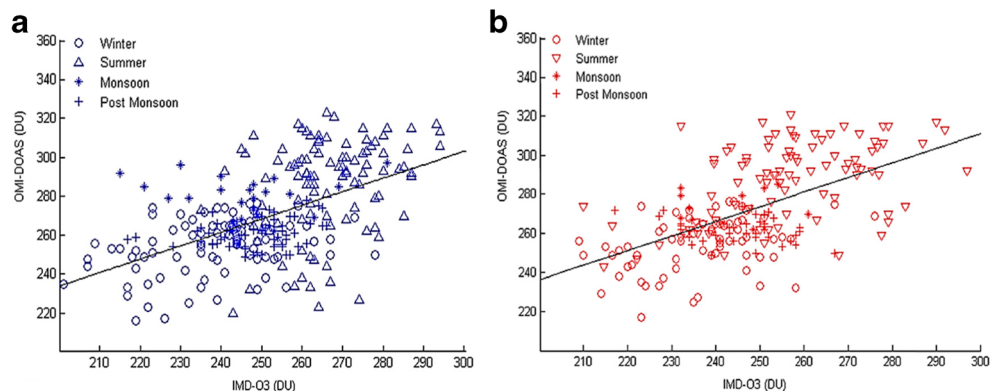 a
360
340
320
300
280
260
240
220
OMI-DOAS (DU)
Winter
Summer
Monsoon
Post Monsoon
210 220 230 240 250 260 270 280 290 300
IMD-O3 (DU)
b
360
340
320
300
280
260
240
220
OMI-DOAS (DU)
Winter
Summer
Monsoon
Post Monsoon
210 220 230 240 250 260 270 280 290 300
IMD-O3 (DU)